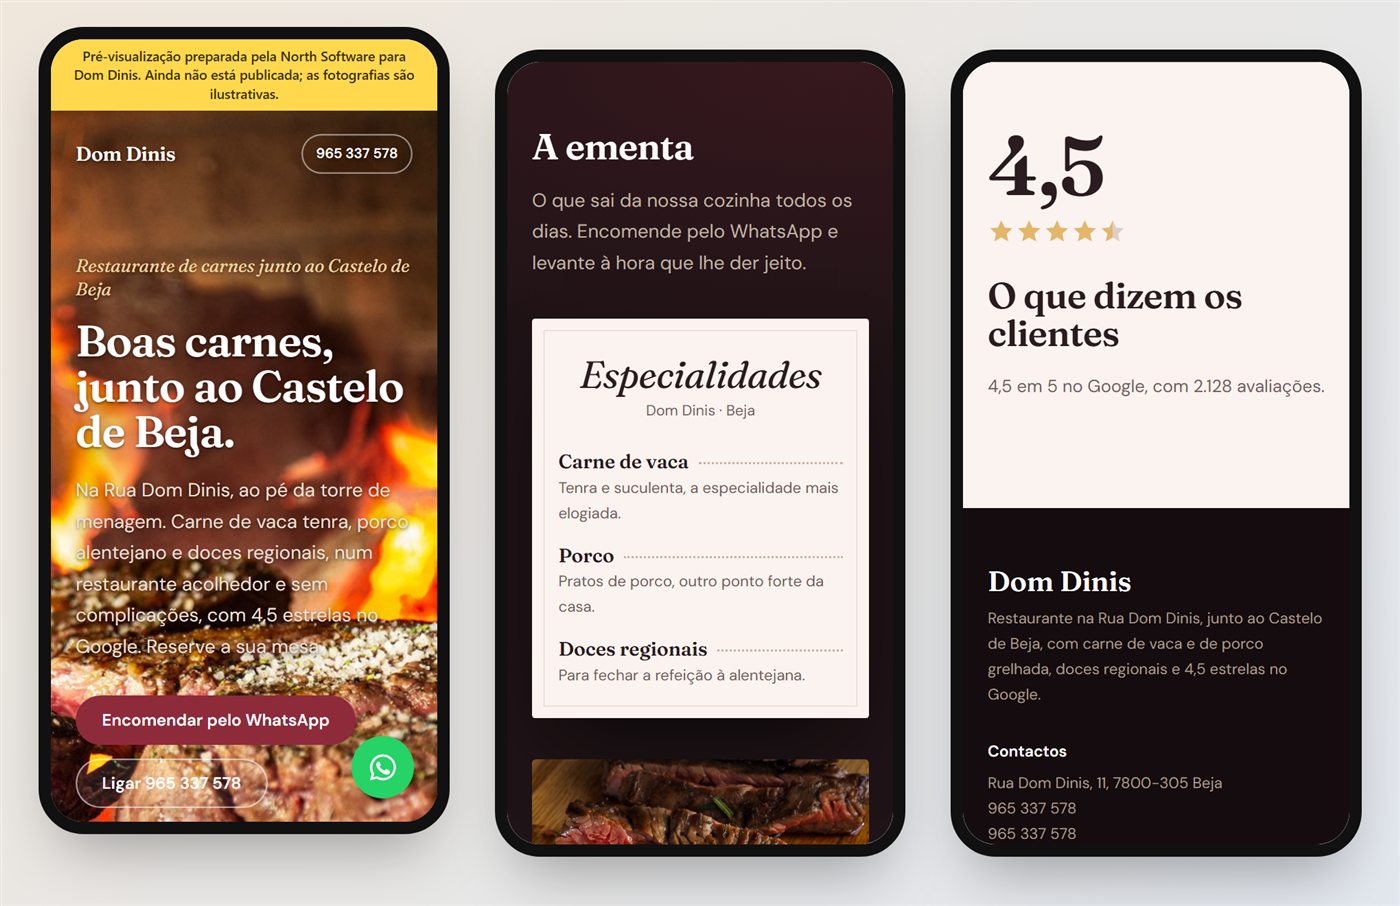 Pré-visualização preparada pela North Software para
Dom Dinis. Ainda não está publicada; as fotografias são
ilustrativas.
Dom Dinis
965 337 578
Restaurante de carnes junto ao Castelo de
Beja
Boas carnes,
junto ao Castelo
de Beja.
Na Rua Dom Dinis, ao pé da torre de
menagem. Carne de vaca tenra, porco
alentejano e doces regionais, num
restaurante acolhedor e sem
complicações, com 4,5 estrelas no
Google. Reserve a sua mesa.
Encomendar pelo WhatsApp
Ligar 965 337 578
A ementa
O que sai da nossa cozinha todos os
dias. Encomende pelo WhatsApp e
levante à hora que lhe der jeito.
Especialidades
Dom Dinis · Beja
Carne de vaca
Tenra e suculenta, a especialidade mais
elogiada.
Porco
Pratos de porco, outro ponto forte da
casa.
Doces regionais
Para fechar a refeição à alentejana.
4,5
O que dizem os
clientes
4,5 em 5 no Google, com 2.128 avaliações.
Dom Dinis
Restaurante na Rua Dom Dinis, junto ao Castelo
de Beja, com carne de vaca e de porco
grelhada, doces regionais e 4,5 estrelas no
Google.
Contactos
Rua Dom Dinis, 11, 7800-305 Beja
965 337 578
965 337 578